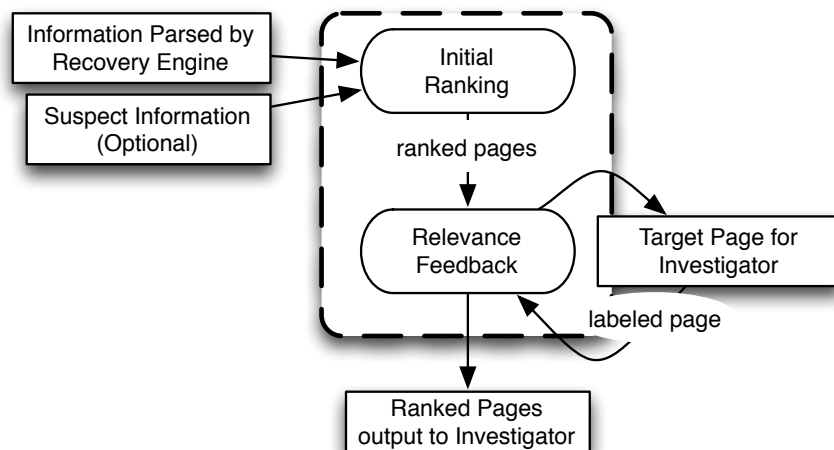 Information Parsed by
Recovery Engine
Suspect Information
(Optional)
Initial
Ranking
ranked pages
Relevance
Feedback
Target Page for
Investigator
labeled page
Ranked Pages
output to Investigator